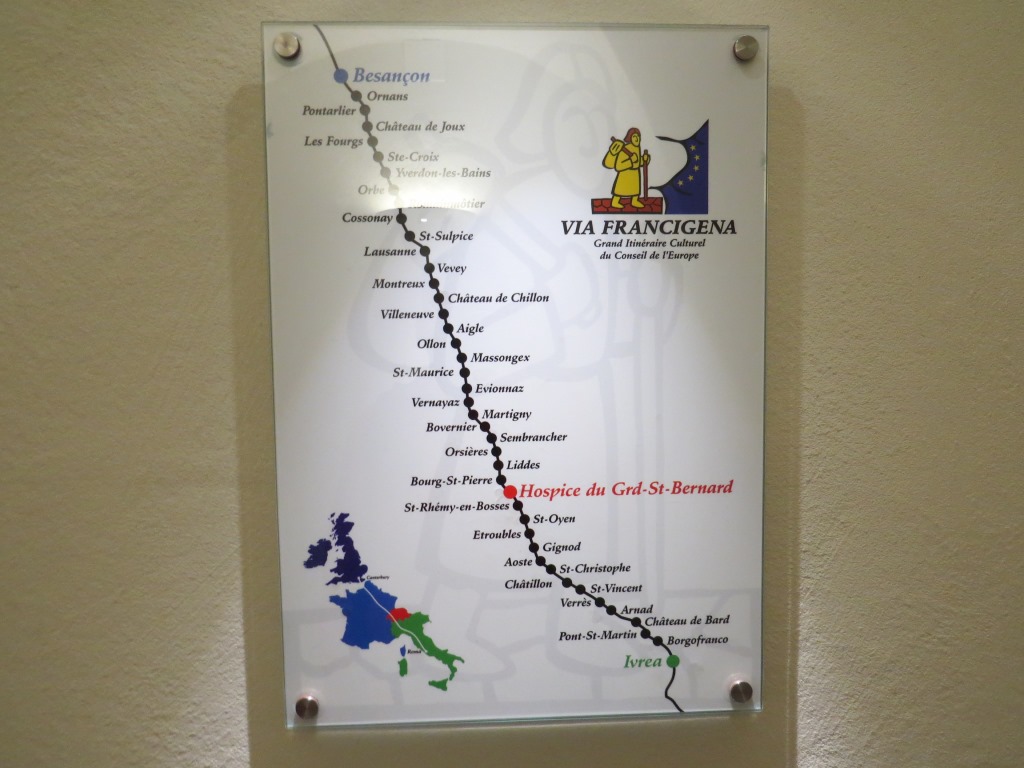 Besançon
Ornans
Pontarlier
Château de Joux
Les Fourgs
Ste-Croix
Yverdon-les-Bains
Orbe
Cossonay
St-Sulpice
Lausanne
Vevey
Montreux
Château de Chillon
Villeneuve
Aigle
Ollon
Massongex
St-Maurice
Evionnaz
Vernayaz
Martigny
Bovernier
Sembrancher
Orsières
Liddes
Bourg-St-Pierre
Hospice du Grd-St-Bernard
St-Rhémy-en-Bosses
St-Oyen
Etroubles
Gignod
Aoste
St-Christophe
Châtillon
St-Vincent
Verrès
Arnad
Château de Bard
Pont-St-Martin
Borgofranco
Ivrea
VIA FRANCIGENA
Grand Itinéraire Culturel
du Conseil de l'Europe
Canterbury
Rome